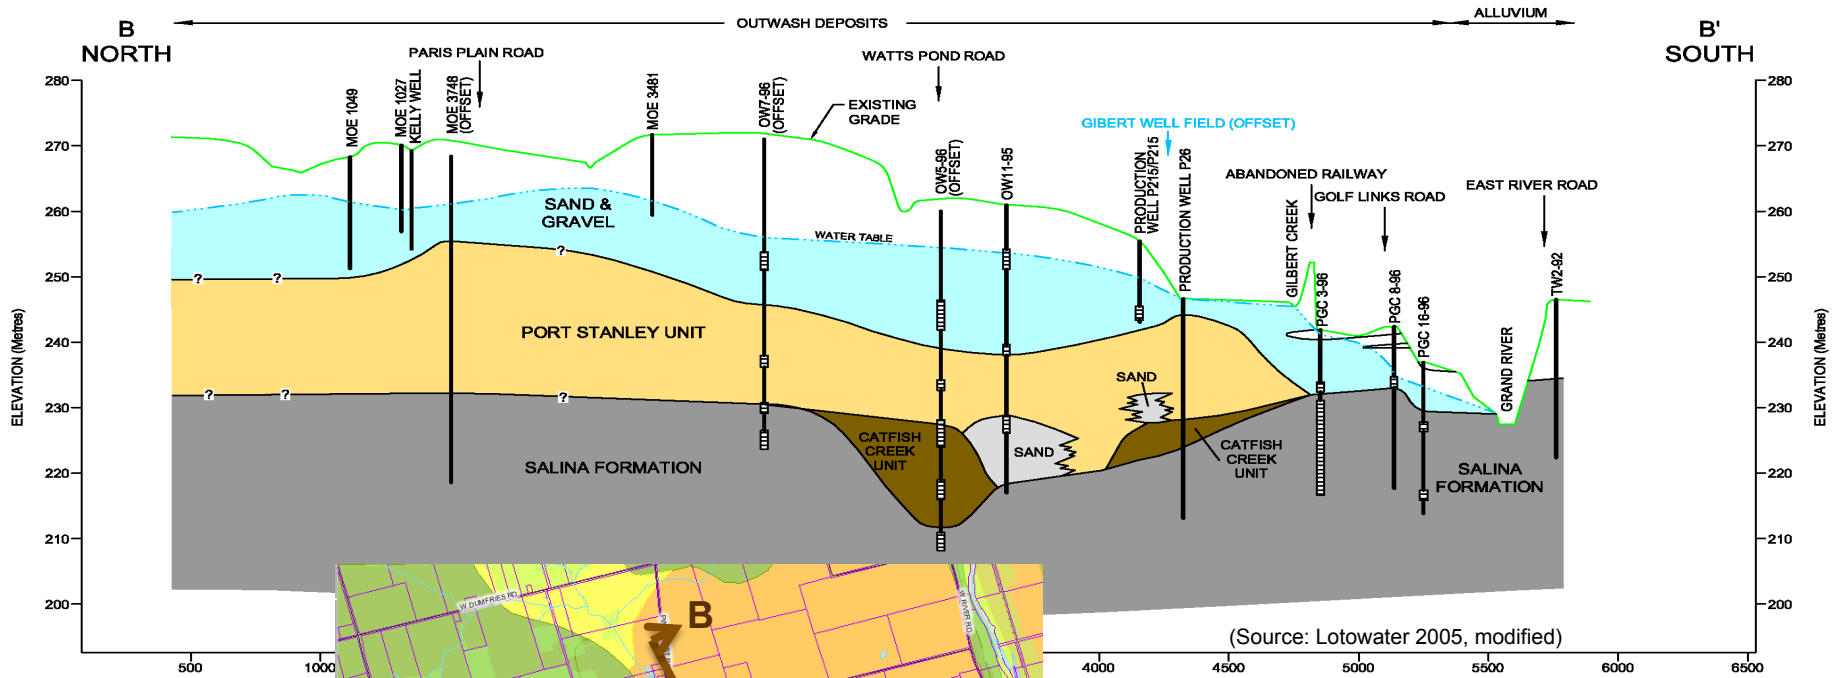 OUTWASH DEPOSITS
ALLUVIUM
B
NORTH
B'
SOUTH
PARIS PLAIN ROAD
WATTS POND ROAD
EXISTING
GRADE
GIBERT WELL FIELD (OFFSET)
ABANDONED RAILWAY
GOLF LINKS ROAD
EAST RIVER ROAD
MOE 1049
MOE 1027
KELLY WELL
MOE 3748
(OFFSET)
MOE 3481
OW7-96
(OFFSET)
OW5-96
(OFFSET)
OW11-95
PRODUCTION
WELL P215/P215
PRODUCTION WELL P26
GILBERT CREEK
PGC 3-96
PGC 8-96
PGC 16-96
GRAND RIVER
TW2-92
SAND &
GRAVEL
WATER TABLE
?
?
?
PORT STANLEY UNIT
SAND
?
?
?
CATFISH
CREEK
UNIT
SAND
CATFISH
CREEK
UNIT
SALINA FORMATION
SALINA
FORMATION
ELEVATION (Metres)
280
270
260
250
240
230
220
210
200
280
270
260
250
240
230
220
210
200
ELEVATION (Metres)
W DUMFRIES RD
B
W RIVER RD
(Source: Lotowater 2005, modified)
500
1000
4000
4500
5000
5500
6000
6500